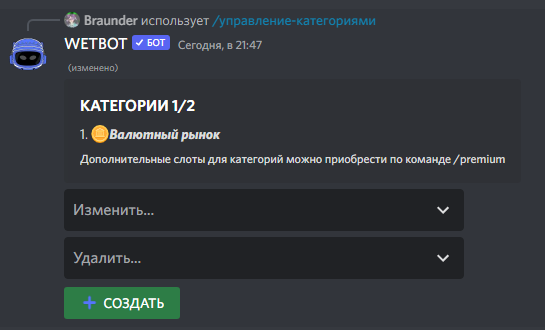 Braunder использует /управление-категориями
WETBOT ✓ БОТ Сегодня, в 21:47
(изменено)
КАТЕГОРИИ 1/2
1. Валютный рынок
Дополнительные слоты для категорий можно приобрести по команде /premium
Изменить...
Удалить...
+ СОЗДАТЬ